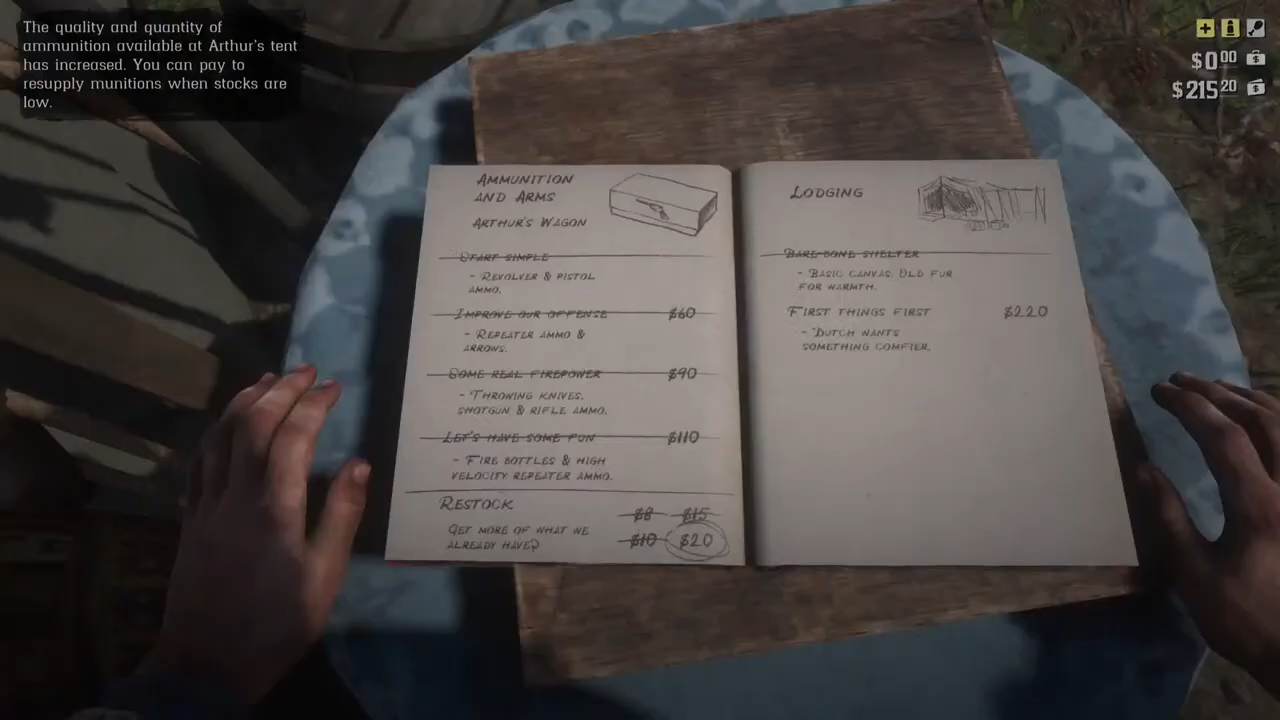 The quality and quantity of
ammunition available at Arthur's tent
has increased. You can pay to
resupply munitions when stocks are
low.
$0.00
$215.20
AMMUNITION
AND ARMS
ARTHUR'S WAGON
START SIMPLE
- REVOLVER & PISTOL
AMMO.
IMPROVE OUR OFFENSE $60
- REPEATER AMMO &
ARROWS.
SOME REAL FIREPOWER $90
- THROWING KNIVES.
SHOTGUN & RIFLE AMMO.
LET'S HAVE SOME FUN $110
- FIRE BOTTLES & HIGH
VELOCITY REPEATER AMMO.
RESTOCK
$8 $15
GET MORE OF WHAT WE
ALREADY HAVE?
$10 $20
LODGING
BARE-BONE SHELTER
- BASIC CANVAS. OLD FUR
FOR WARMTH.
FIRST THINGS FIRST $220
- DUTCH WANTS
SOMETHING COMFIER.